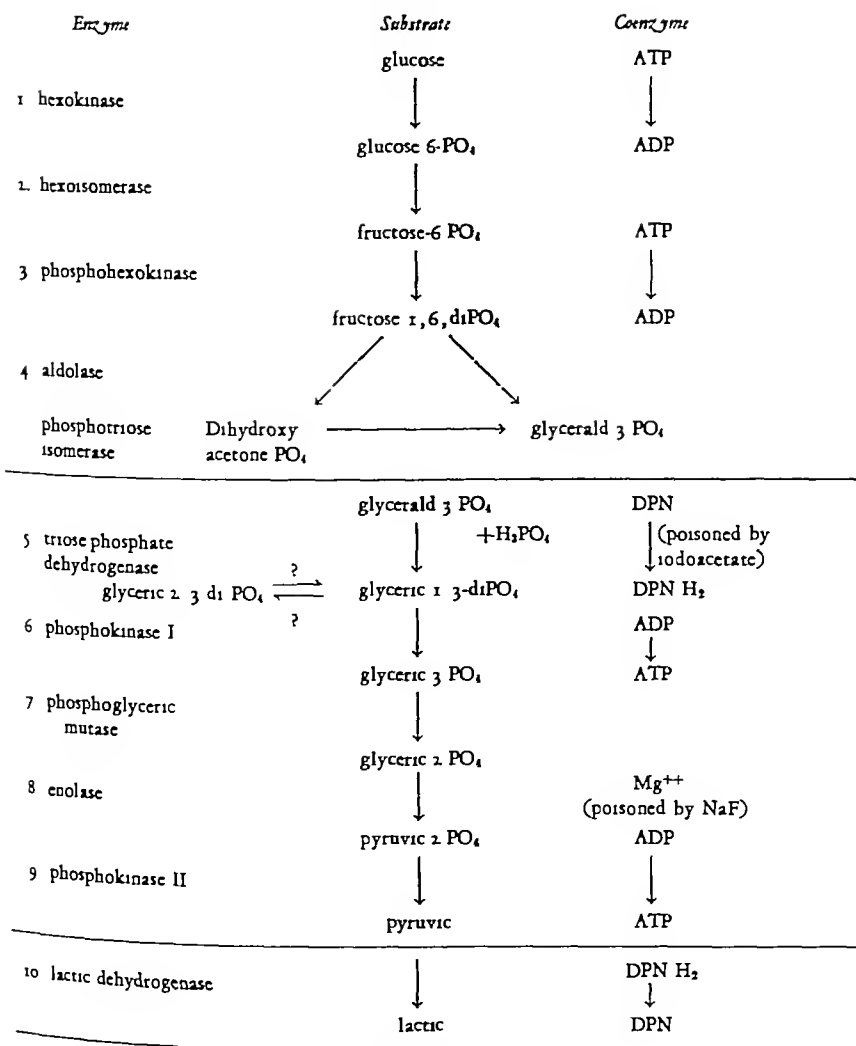 Enzyme Substrate Coenzyme
glucose ATP
1 hexokinase
glucose 6-PO₄ ADP
2. hexoisomerase
fructose-6 PO₄ ATP
3 phosphohexokinase
fructose 1,6,diPO₄ ADP
4 aldolase
phosphotriose Dihydroxy glycerald 3 PO₄
isomerase acetone PO₄
glycerald 3 PO₄ DPN
5 triose phosphate +H₂PO₄ (poisoned by
dehydrogenase ? iodoacetate)
glyceric 2 3 di PO₄ glyceric 1 3-diPO₄ DPN H₂
?
6 phosphokinase I ADP
glyceric 3 PO₄ ATP
7 phosphoglyceric
mutase
glyceric 2 PO₄
8 enolase Mg⁺⁺
(poisoned by NaF)
pyruvic 2 PO₄ ADP
9 phosphokinase II
pyruvic ATP
10 lactic dehydrogenase DPN H₂
lactic DPN